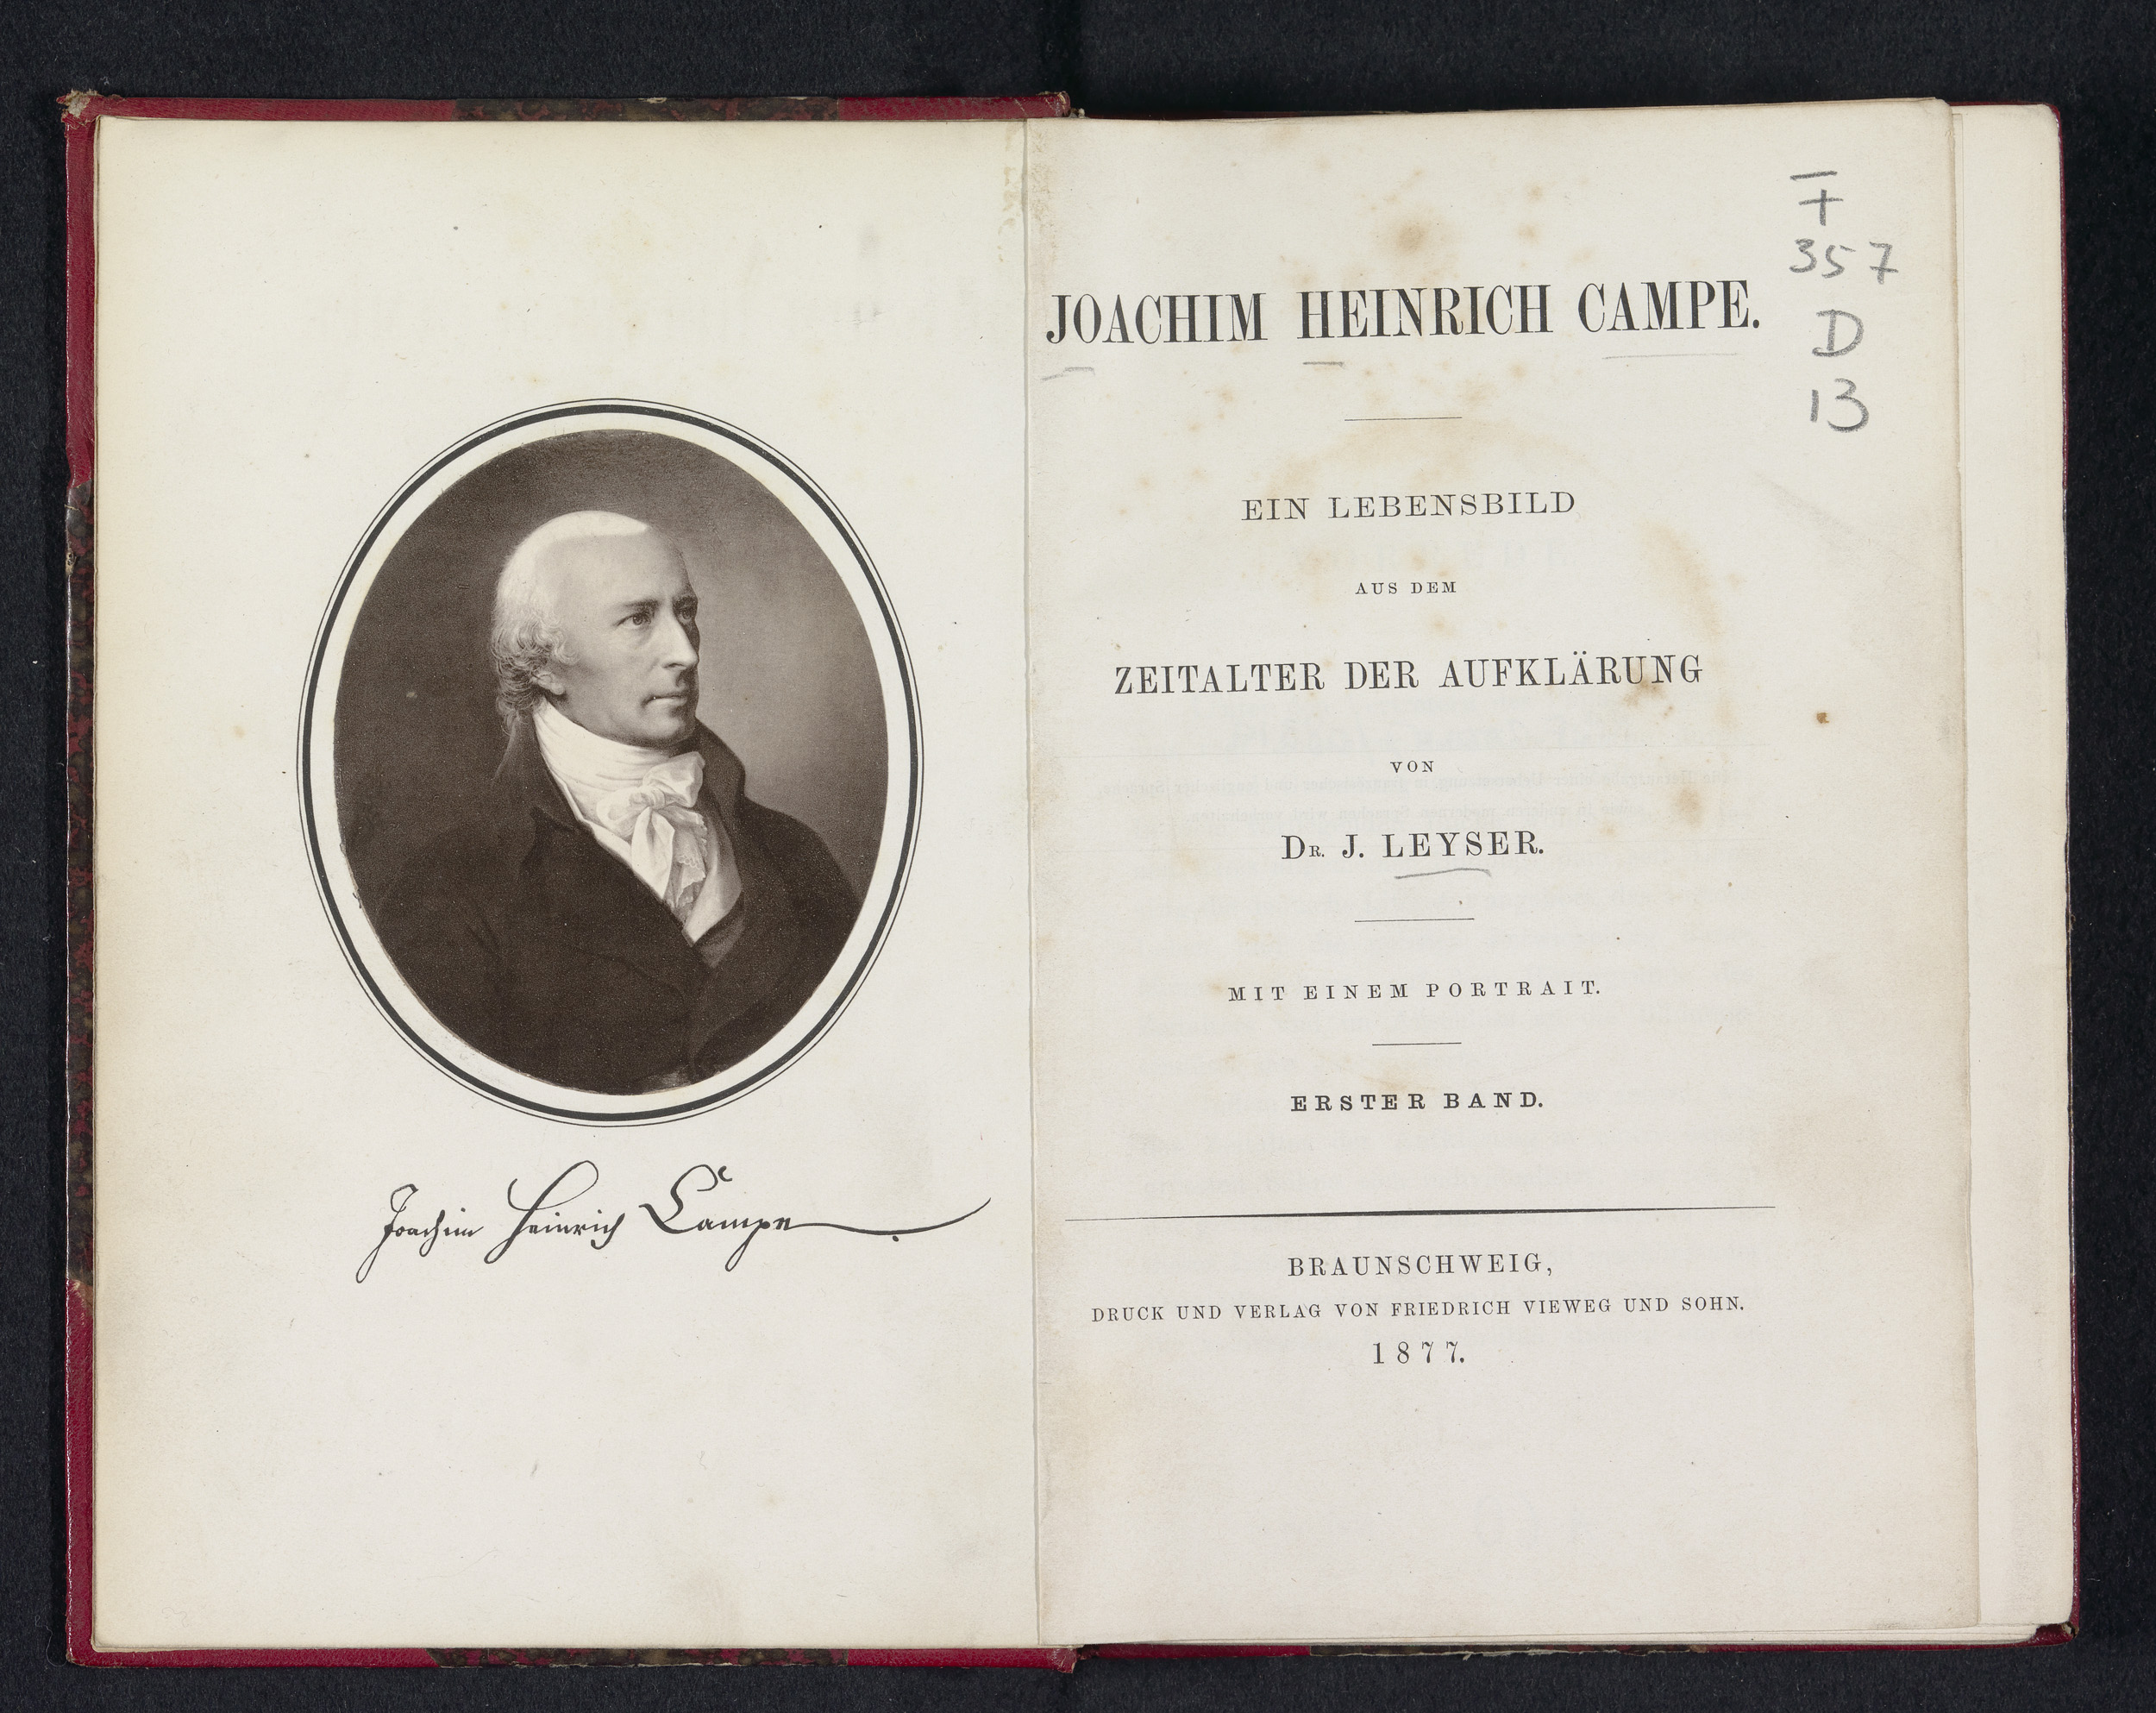 Joachim Heinrich Campe
T
357
D
13
JOACHIM HEINRICH CAMPE.
EIN LEBENSBILD
AUS DEM
ZEITALTER DER AUFKLÄRUNG
VON
DR. J. LEYSER.
MIT EINEM PORTRAIT.
ERSTER BAND.
BRAUNSCHWEIG,
DRUCK UND VERLAG VON FRIEDRICH VIEWEG UND SOHN.
1877.